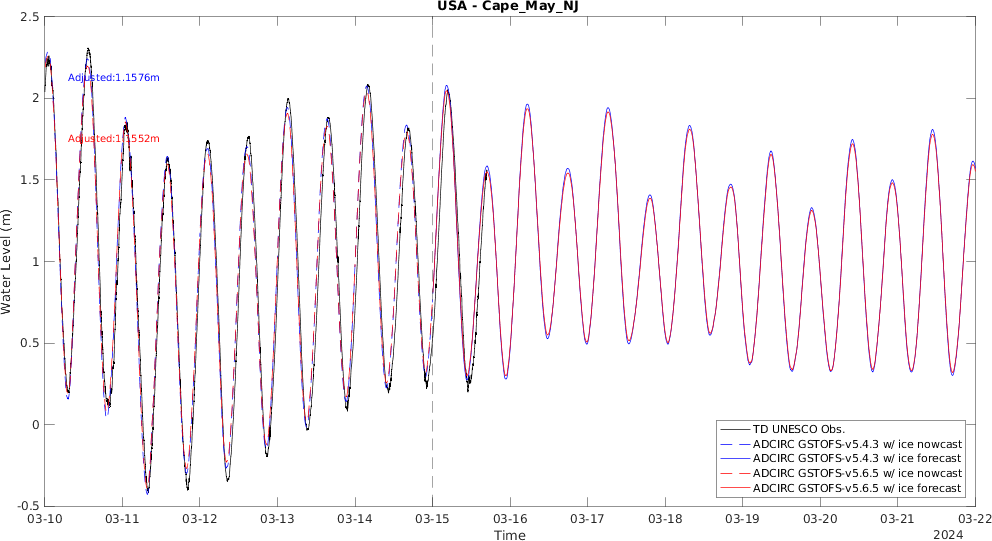 USA - Cape_May_NJ
2.5
2
1.5
1
0.5
0
-0.5
Water Level (m)
Adjusted:1.1576m
Adjusted:1.1552m
TD UNESCO Obs.
ADCIRC GSTOFS-v5.4.3 w/ ice nowcast
ADCIRC GSTOFS-v5.4.3 w/ ice forecast
ADCIRC GSTOFS-v5.6.5 w/ ice nowcast
ADCIRC GSTOFS-v5.6.5 w/ ice forecast
03-10 03-11 03-12 03-13 03-14 03-15 03-16 03-17 03-18 03-19 03-20 03-21 03-22
Time
2024